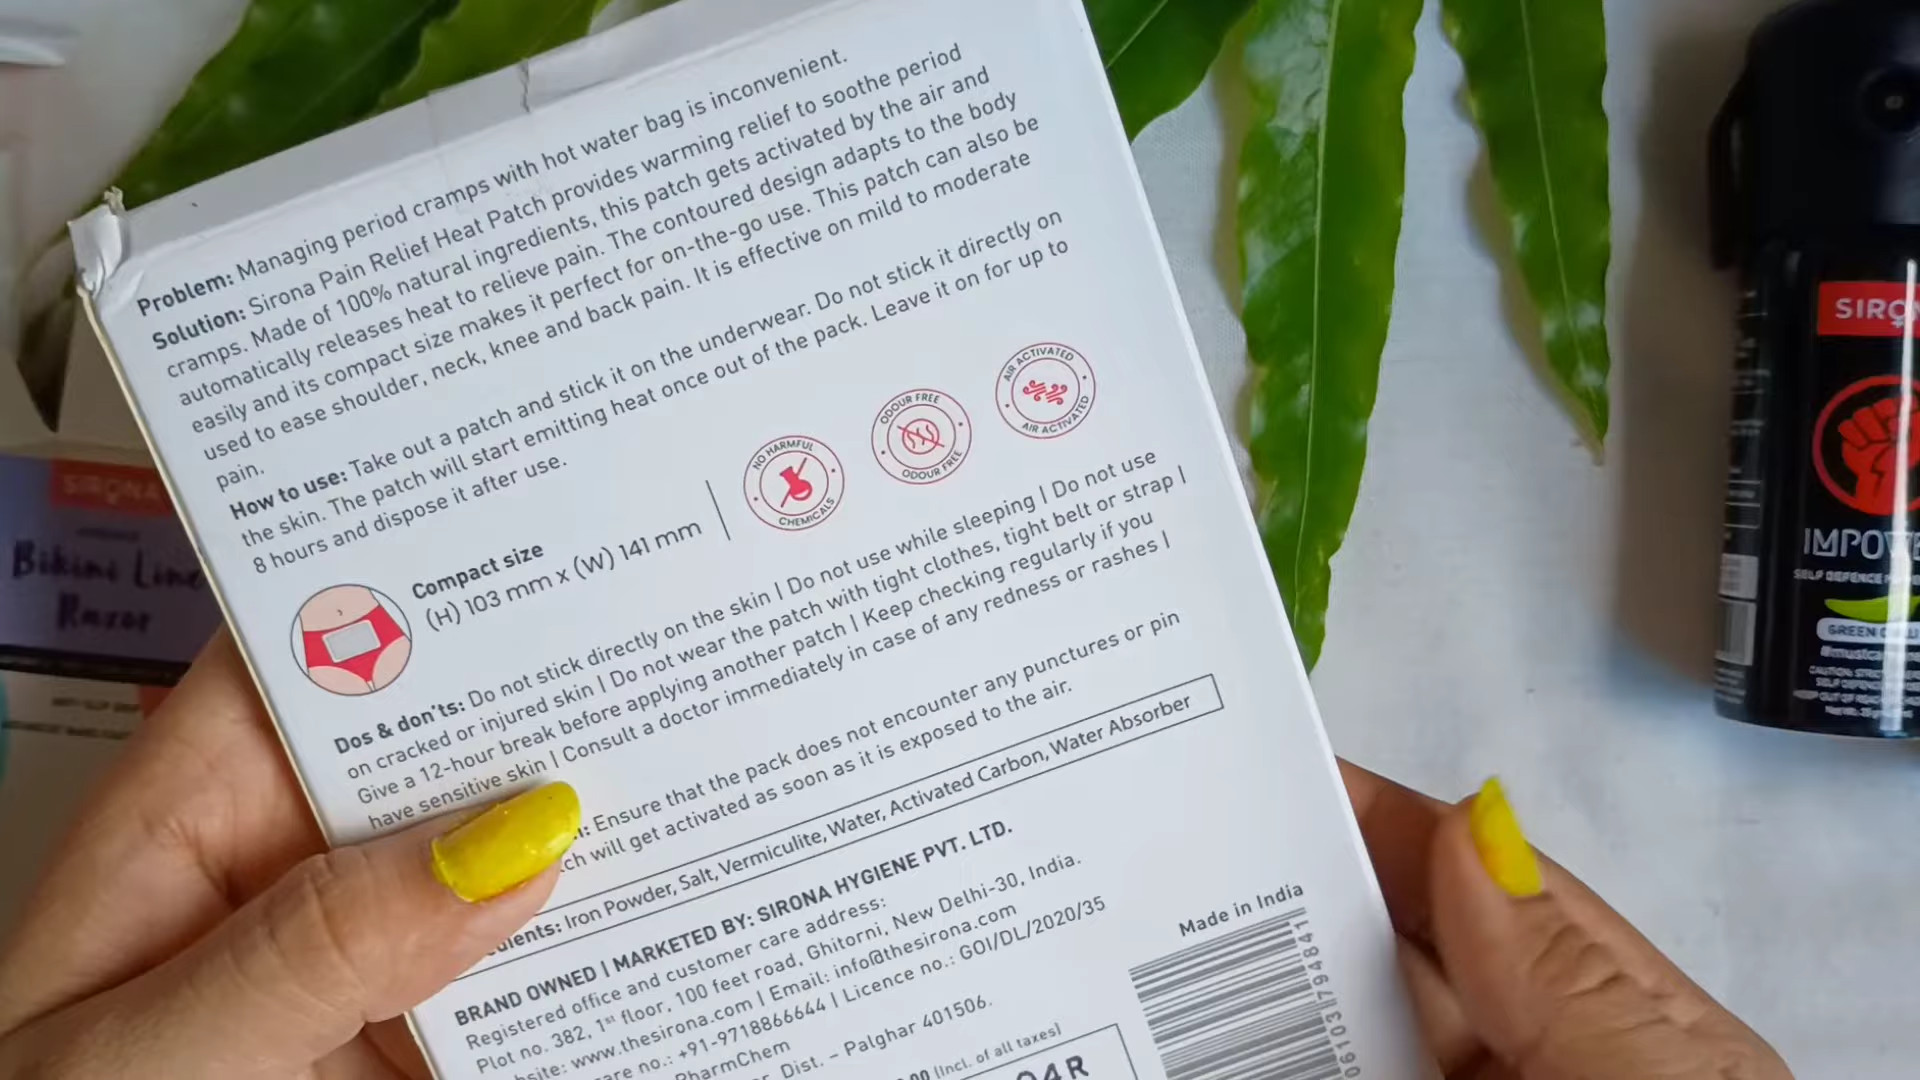 Problem: Managing period cramps with hot water bag is inconvenient.
Solution: Sirona Pain Relief Heat Patch provides warming relief to soothe period
cramps. Made of 100% natural ingredients, this patch gets activated by the air and
automatically releases heat to relieve pain. The contoured design adapts to the body
easily and its compact size makes it perfect for on-the-go use. This patch can also be
used to ease shoulder, neck, knee and back pain. It is effective on mild to moderate
pain.
How to use: Take out a patch and stick it on the underwear. Do not stick it directly on
the skin. The patch will start emitting heat once out of the pack. Leave it on for up to
8 hours and dispose it after use.
Compact size
(H) 103 mm x (W) 141 mm
NO HARMFUL
CHEMICALS
ODOUR FREE
ODOUR FREE
AIR ACTIVATED
AIR ACTIVATED
Dos & don'ts: Do not stick directly on the skin | Do not use while sleeping | Do not use
on cracked or injured skin | Do not wear the patch with tight clothes, tight belt or strap |
Give a 12-hour break before applying another patch | Keep checking regularly if you
have sensitive skin | Consult a doctor immediately in case of any redness or rashes |
Ensure that the pack does not encounter any punctures or pin
will get activated as soon as it is exposed to the air.
Iron Powder, Salt, Vermiculite, Water, Activated Carbon, Water Absorber
BRAND OWNED | MARKETED BY: SIRONA HYGIENE PVT. LTD.
Registered office and customer care address:
Plot no. 382, 1st floor, 100 feet road, Ghitorni, New Delhi-30, India.
www.thesirona.com | Email: info@thesirona.com
no.: +91-9718866644 | Licence no.: GOI/DL/2020/35
PharmChem
Dist. – Palghar 401506.
(Incl. of all taxes)
Made in India
SIRONA
Bikini Line
Razor
GREEN